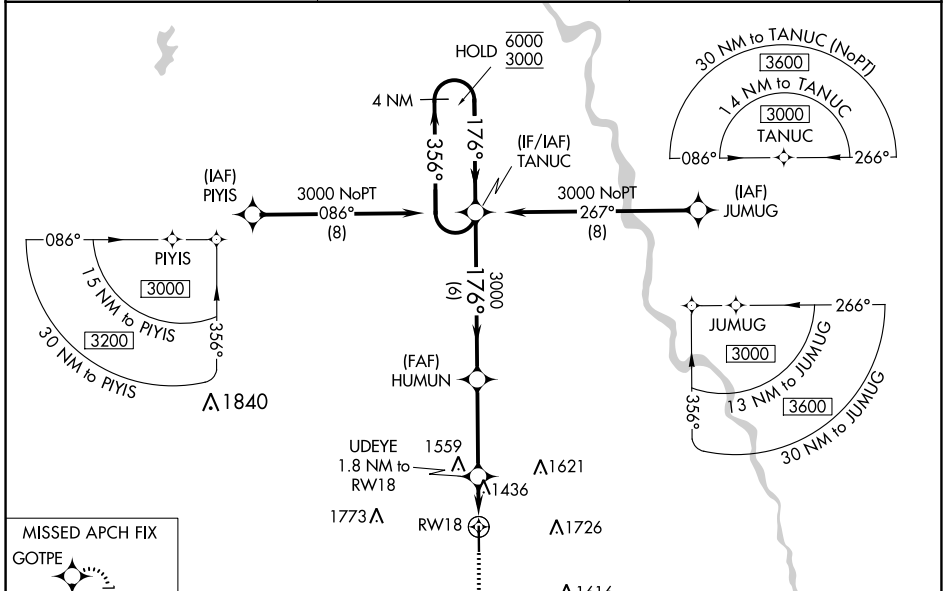 HOLD 6000
3000
4 NM
356°
176°
(IF/IAF)
TANUC
30 NM to TANUC (NoPT)
3600
14 NM to TANUC
3000
TANUC
086°
266°
(IAF)
PIYIS
3000 NoPT
086°
(8)
3000 NoPT
267°
(8)
(IAF)
JUMUG
086°
PIYIS
3000
15 NM to PIYIS
3200
30 NM to PIYIS
356°
1840
3000
176°
(6)
266°
JUMUG
3000
13 NM to JUMUG
3600
30 NM to JUMUG
356°
(FAF)
HUMUN
UDEYE
1.8 NM to
RW18
1559
1621
1436
1773
RW18
1726
MISSED APCH FIX
GOTPE